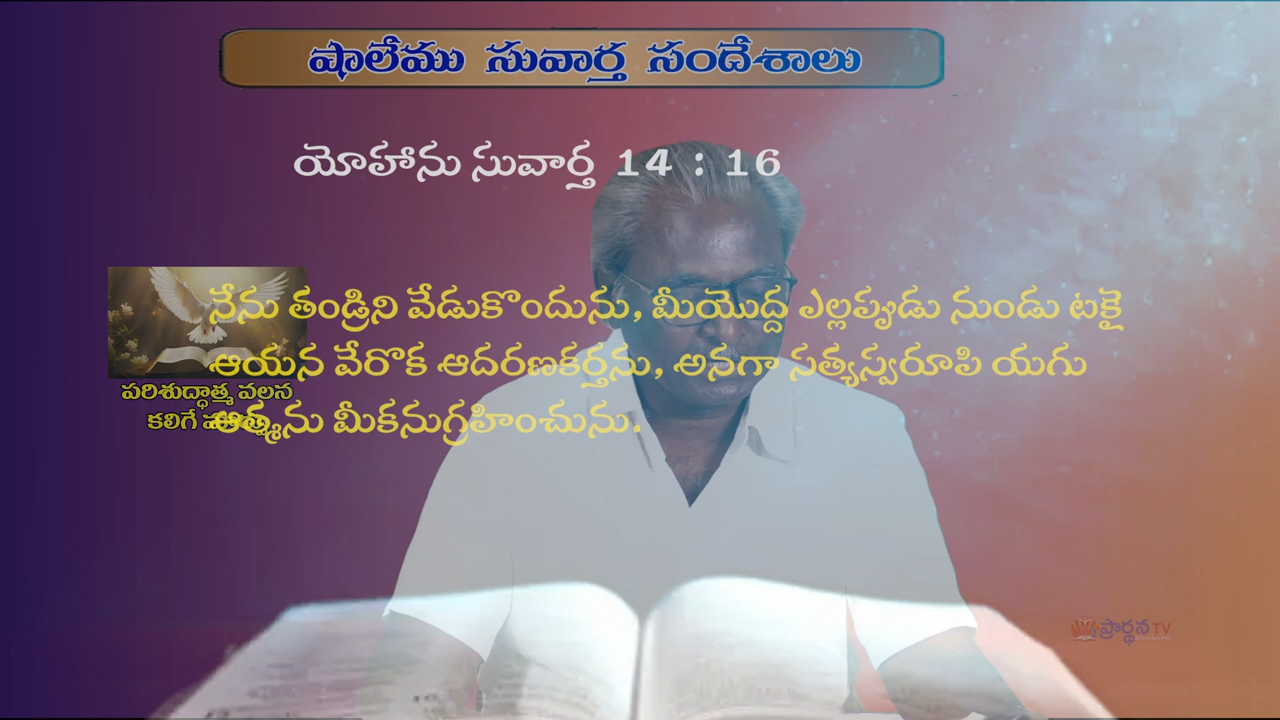 షాలేము సువార్త సందేశాలు
యోహాను సువార్త 14 : 16
నేను తండ్రిని వేడుకొందును, మీయొద్ద ఎల్లప్పుడు నుండు టకై
ఆయన వేరొక ఆదరణకర్తను, అనగా సత్యస్వరూపి యగు
ఆత్మను మీకనుగ్రహించును.
పరిశుద్ధాత్మ వలన
కలిగే
ప్రార్థన TV